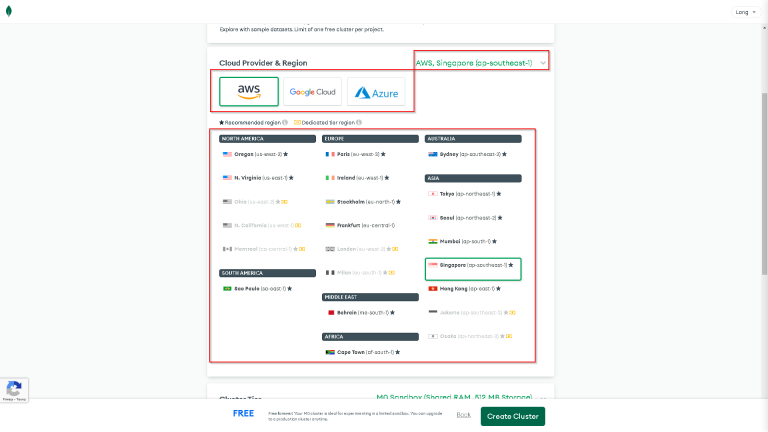 Lang
Explore with sample datasets. Limit of one free cluster per project.
Cloud Provider & Region
AWS, Singapore (ap-southeast-1)
aws
Google Cloud
Azure
Recommended region
Dedicated tier region
NORTH AMERICA
Oregon (us-west-2)
N. Virginia (us-east-1)
Ohio (us-east-2)
N. California (us-west-1)
Montreal (ca-central-1)
SOUTH AMERICA
Sao Paulo (sa-east-1)
EUROPE
Paris (eu-west-3)
Ireland (eu-west-1)
Stockholm (eu-north-1)
Frankfurt (eu-central-1)
London (eu-west-2)
Milan (eu-south-1)
MIDDLE EAST
Bahrain (me-south-1)
AFRICA
Cape Town (af-south-1)
AUSTRALIA
Sydney (ap-southeast-2)
ASIA
Tokyo (ap-northeast-1)
Seoul (ap-northeast-2)
Mumbai (ap-south-1)
Singapore (ap-southeast-1)
Hong Kong (ap-east-1)
Jakarta (ap-southeast-3)
Osaka (ap-northeast-3)
Cluster Tier
M0 Sandbox (Shared RAM, 512 MB Storage)
Privacy - Terms
FREE
Free forever! Your M0 cluster is ideal for experimenting in a limited sandbox. You can upgrade
to a production cluster anytime.
Back
Create Cluster